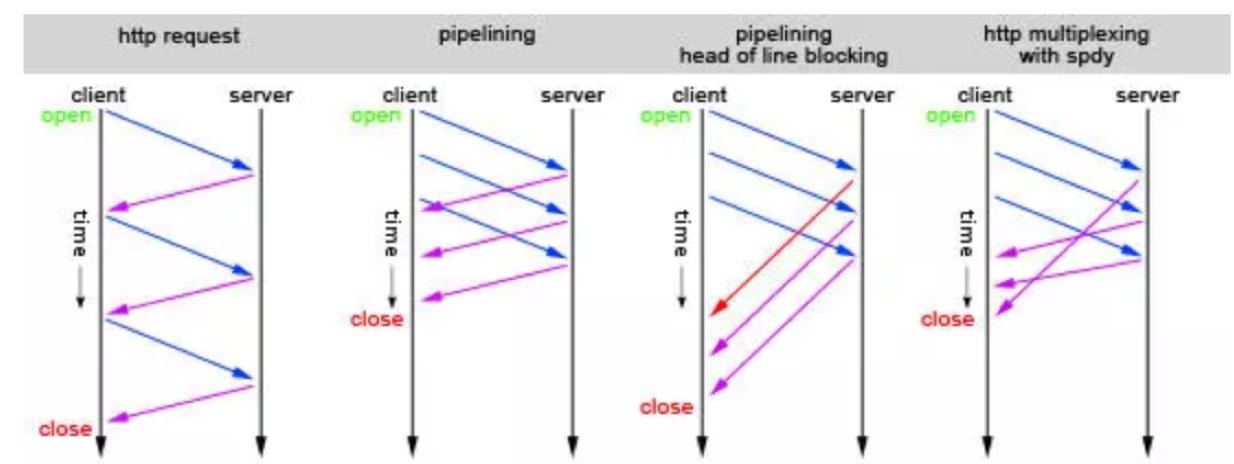 http request
pipelining
pipelining
head of line blocking
http multiplexing
with spdy
client
server
client
server
client
server
client
server
open
open
open
open
time
time
time
time
close
close
close
close